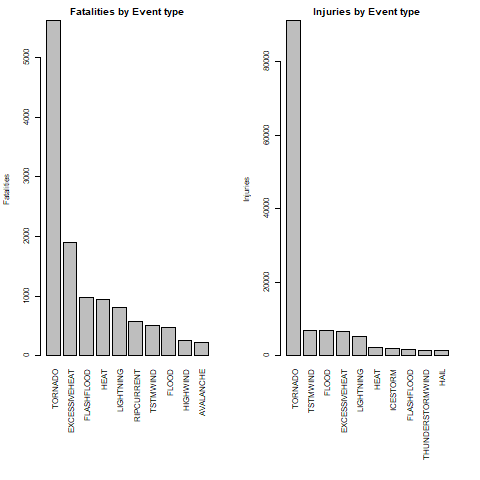 Fatalities by Event type
Fatalities
0
1000
2000
3000
4000
5000
TORNADO
EXCESSIVEHEAT
FLASHFLOOD
HEAT
LIGHTNING
RIPCURRENT
TSTMWIND
FLOOD
HIGHWIND
AVALANCHE
Injuries by Event type
Injuries
0
20000
40000
60000
80000
TORNADO
TSTMWIND
FLOOD
EXCESSIVEHEAT
LIGHTNING
HEAT
ICESTORM
FLASHFLOOD
THUNDERSTORMWIND
HAIL